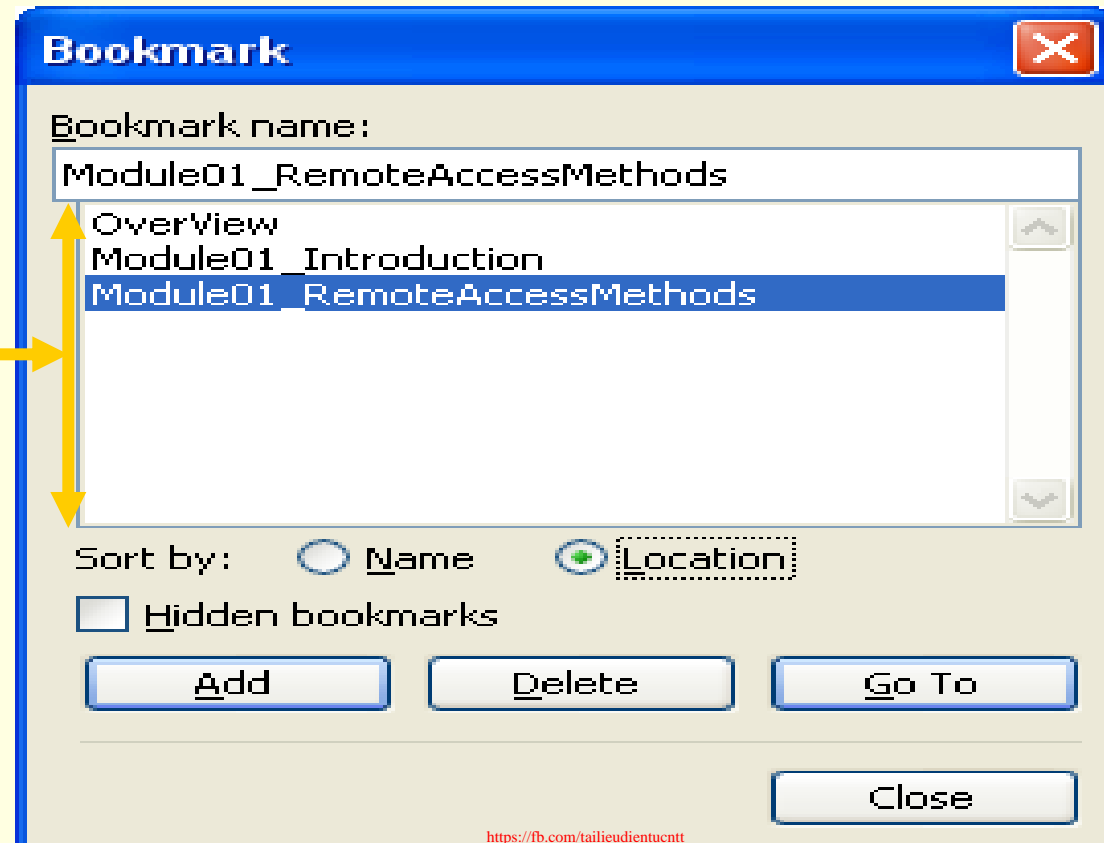 Bookmark
Bookmark name:
Module01_RemoteAccessMethods
OverView
Module01_Introduction
Module01_RemoteAccessMethods
Sort by: Name Location
Hidden bookmarks
Add Delete Go To
Close
https://fb.com/tailieudientucntt